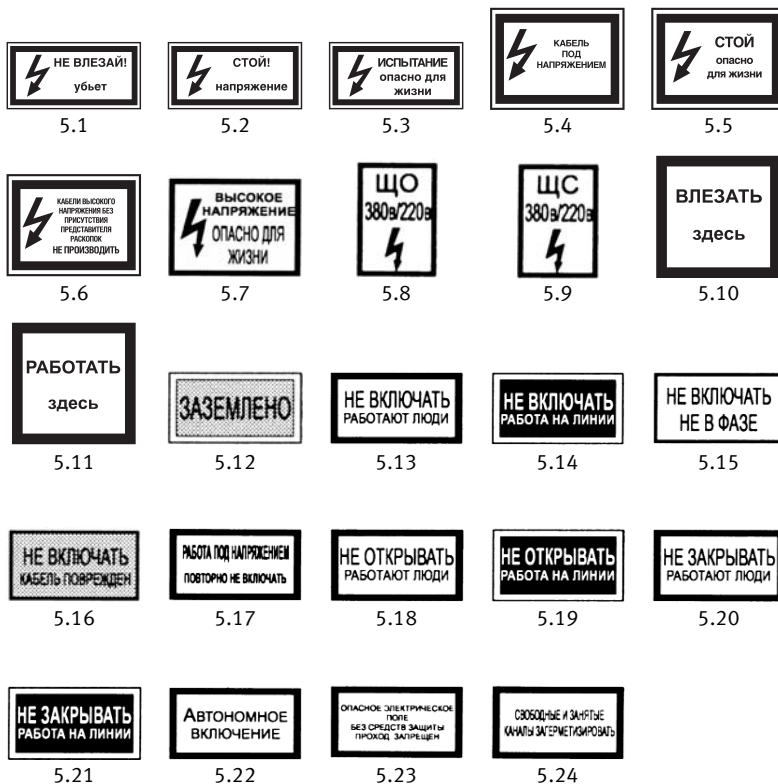 НЕ ВЛЕЗАЙ!
убьет
5.1
СТОЙ!
напряжение
5.2
ИСПЫТАНИЕ
опасно для
жизни
5.3
КАБЕЛЬ
ПОД
НАПРЯЖЕНИЕМ
5.4
СТОЙ
опасно
для жизни
5.5
КАБЕЛИ ВЫСОКОГО
НАПРЯЖЕНИЯ БЕЗ
ПРИСУТСТВИЯ
ПРЕДСТАВИТЕЛЯ
РАСКОПОК
НЕ ПРОИЗВОДИТЬ
5.6
ВЫСОКОЕ
НАПРЯЖЕНИЕ
ОПАСНО ДЛЯ
ЖИЗНИ
5.7
ЩО
380в/220в
5.8
ЩС
380в/220в
5.9
ВЛЕЗАТЬ
здесь
5.10
РАБОТАТЬ
здесь
5.11
ЗАЗЕМЛЕНО
5.12
НЕ ВКЛЮЧАТЬ
РАБОТАЮТ ЛЮДИ
5.13
НЕ ВКЛЮЧАТЬ
РАБОТА НА ЛИНИИ
5.14
НЕ ВКЛЮЧАТЬ
НЕ В ФАЗЕ
5.15
НЕ ВКЛЮЧАТЬ
КАБЕЛЬ ПОВРЕЖДЕН
5.16
РАБОТА ПОД НАПРЯЖЕНИЕМ
ПОВТОРНО НЕ ВКЛЮЧАТЬ
5.17
НЕ ОТКРЫВАТЬ
РАБОТАЮТ ЛЮДИ
5.18
НЕ ОТКРЫВАТЬ
РАБОТА НА ЛИНИИ
5.19
НЕ ЗАКРЫВАТЬ
РАБОТАЮТ ЛЮДИ
5.20
НЕ ЗАКРЫВАТЬ
РАБОТА НА ЛИНИИ
5.21
АВТОНОМНОЕ
ВКЛЮЧЕНИЕ
5.22
ОПАСНОЕ ЭЛЕКТРИЧЕСКОЕ
ПОЛЕ
БЕЗ СРЕДСТВ ЗАЩИТЫ
ПРОХОД ЗАПРЕЩЕН
5.23
СВОБОДНЫЕ И ЗАНЯТЫЕ
КАНАЛЫ ЗАГЕРМЕТИЗИРОВАТЬ
5.24